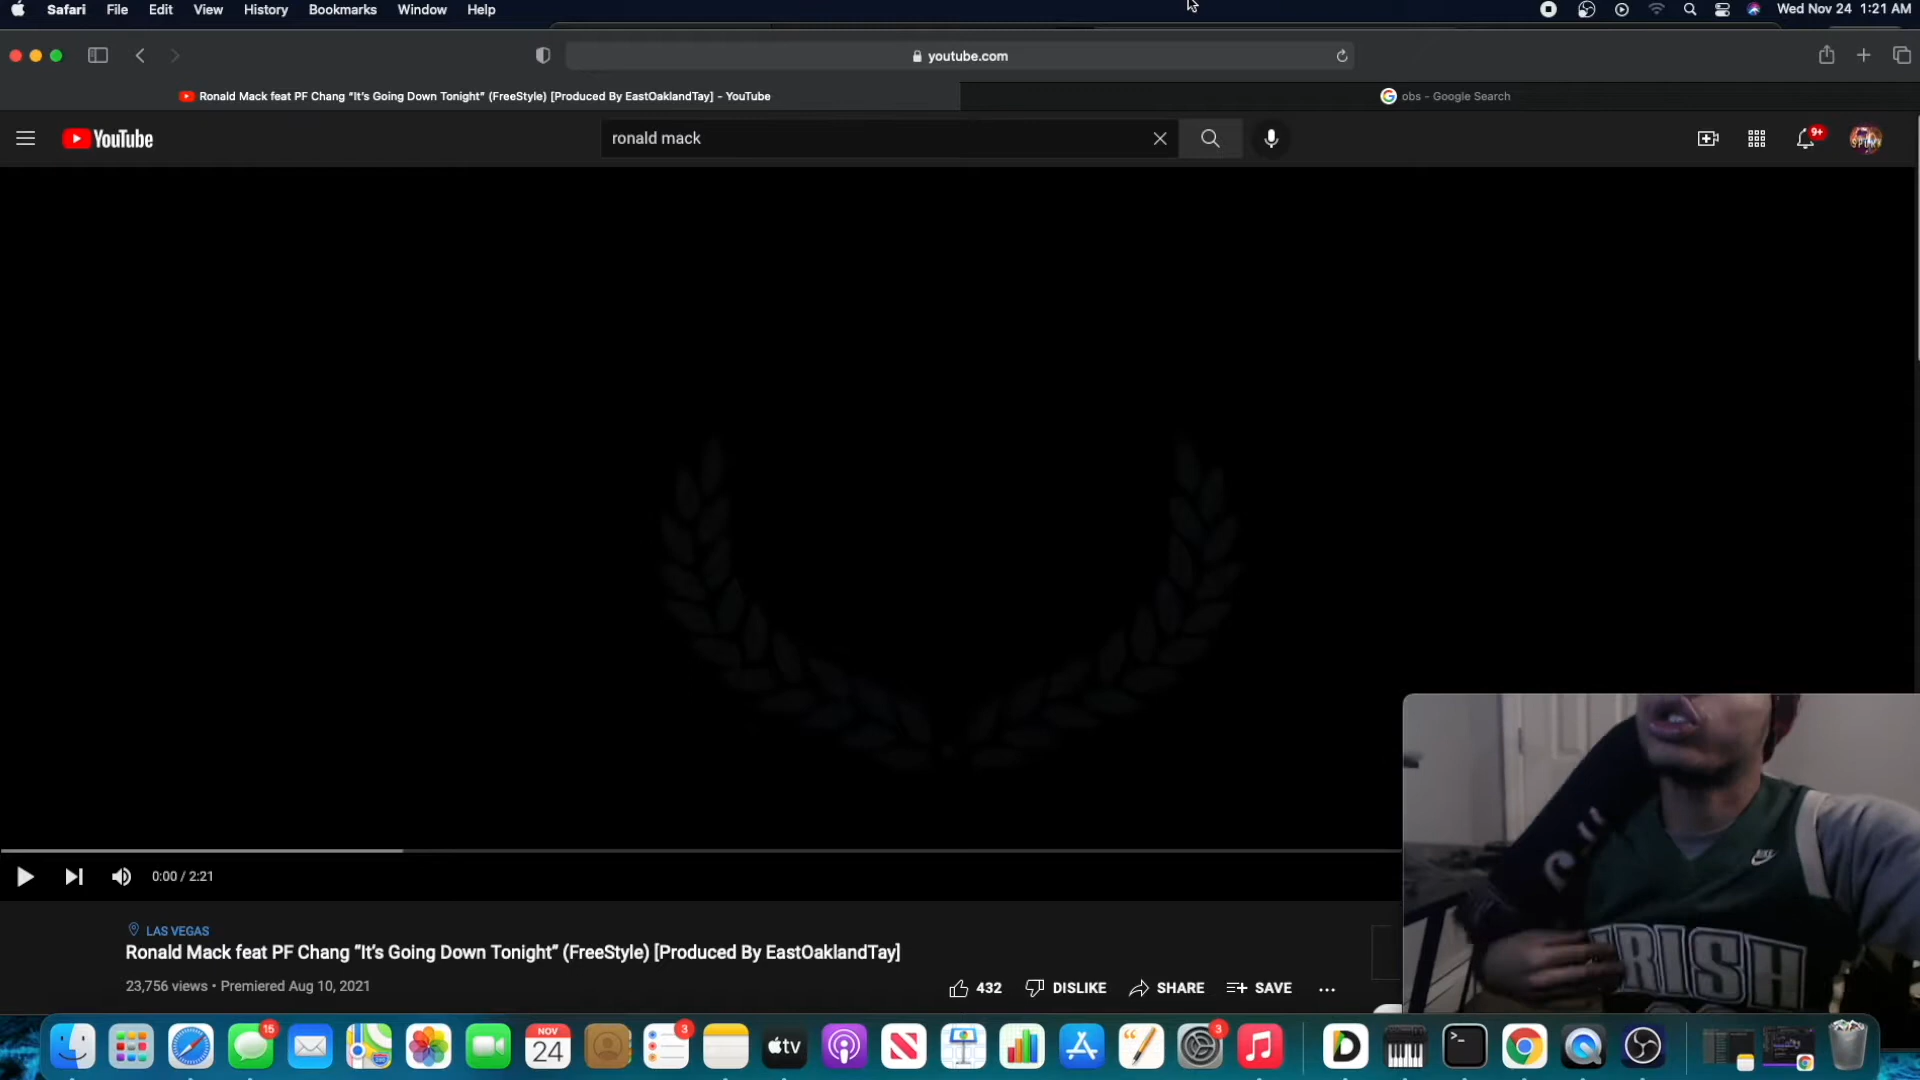 Safari File Edit View History Bookmarks Window Help Wed Nov 24 1:21 AM
youtube.com
Ronald Mack feat PF Chang “It’s Going Down Tonight” (FreeStyle) [Produced By EastOaklandTay] - YouTube
obs - Google Search
YouTube
ronald mack
9+
0:00 / 2:21
LAS VEGAS
Ronald Mack feat PF Chang “It’s Going Down Tonight” (FreeStyle) [Produced By EastOaklandTay]
23,756 views • Premiered Aug 10, 2021
432 DISLIKE SHARE SAVE
IRISH
15
NOV
24
3
tv
3